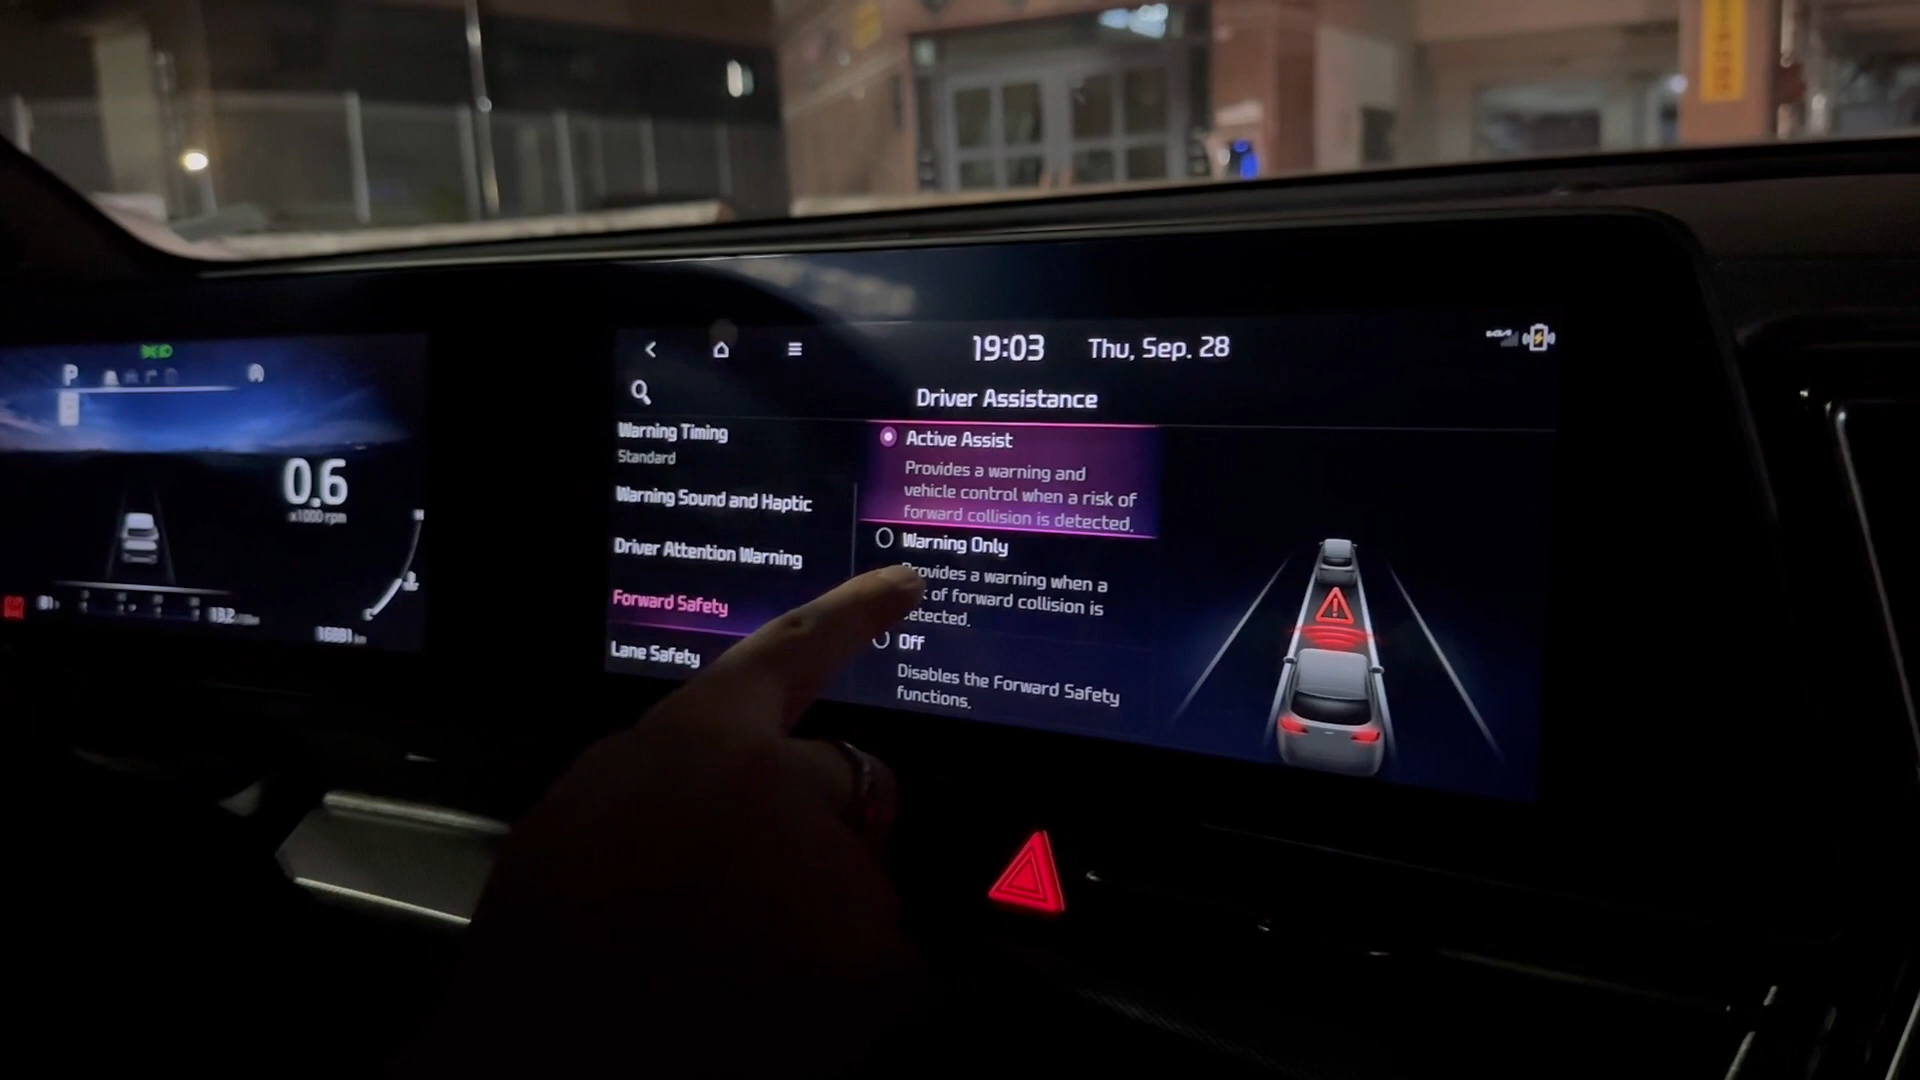 P
0.6
x1000 rpm
H
16881 km
19:03
Thu, Sep. 28
Driver Assistance
Warning Timing
Standard
Warning Sound and Haptic
Driver Attention Warning
Forward Safety
Lane Safety
Active Assist
Provides a warning and
vehicle control when a risk of
forward collision is detected.
Warning Only
Provides a warning when a
of forward collision is
detected.
Off
Disables the Forward Safety
functions.